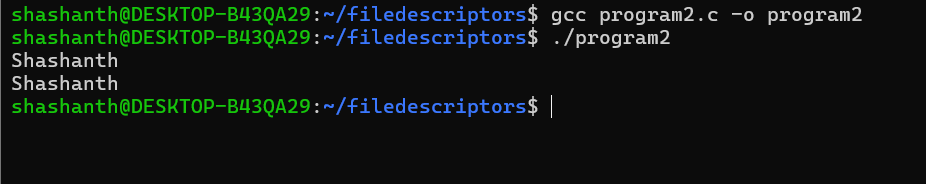 shashanth@DESKTOP-B43QA29:~/filedescriptors$ gcc program2.c -o program2
shashanth@DESKTOP-B43QA29:~/filedescriptors$ ./program2
Shashanth
Shashanth
shashanth@DESKTOP-B43QA29:~/filedescriptors$